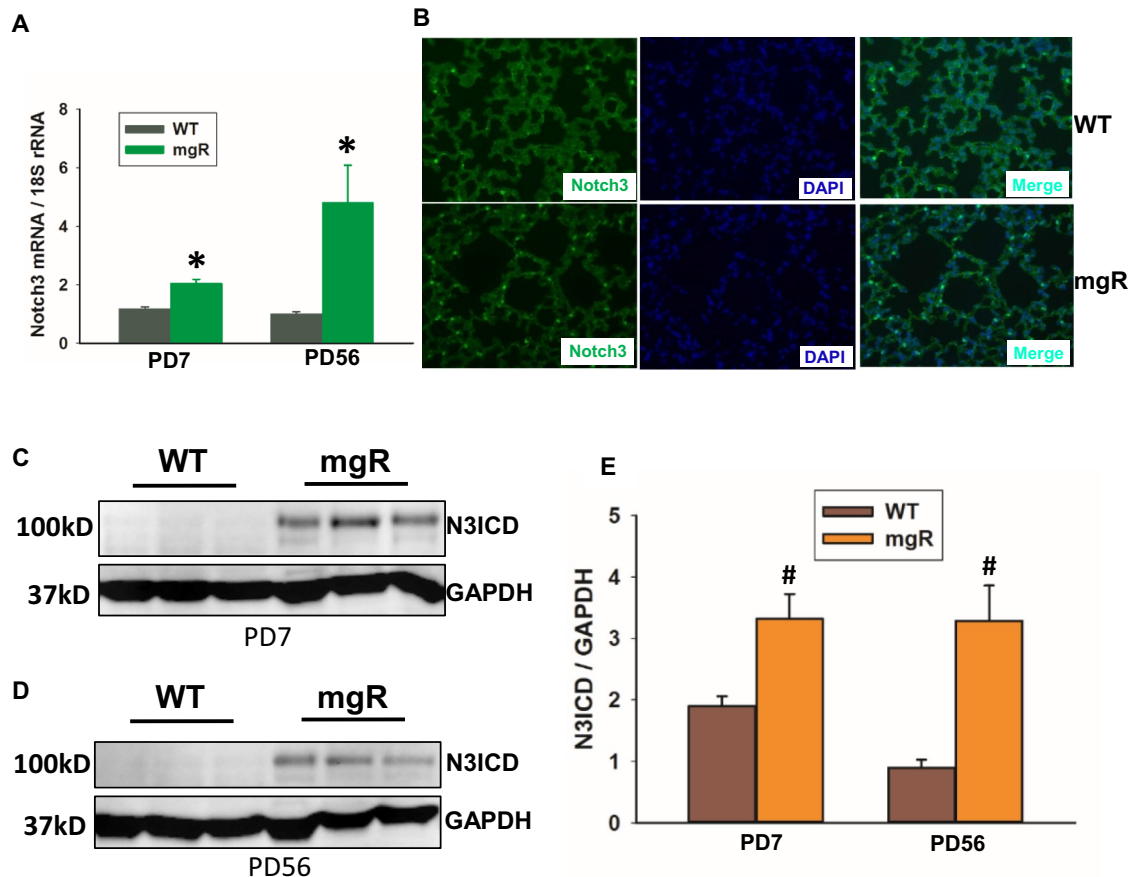 A
Notch3 mRNA / 18S rRNA
8
6
4
2
0
WT
mgR
*
*
PD7
PD56
B
Notch3
DAPI
Merge
WT
Notch3
DAPI
Merge
mgR
C
WT
mgR
100kD
N3ICD
37kD
GAPDH
PD7
D
WT
mgR
100kD
N3ICD
37kD
GAPDH
PD56
E
N3ICD / GAPDH
5
4
3
2
1
0
WT
mgR
#
#
PD7
PD56